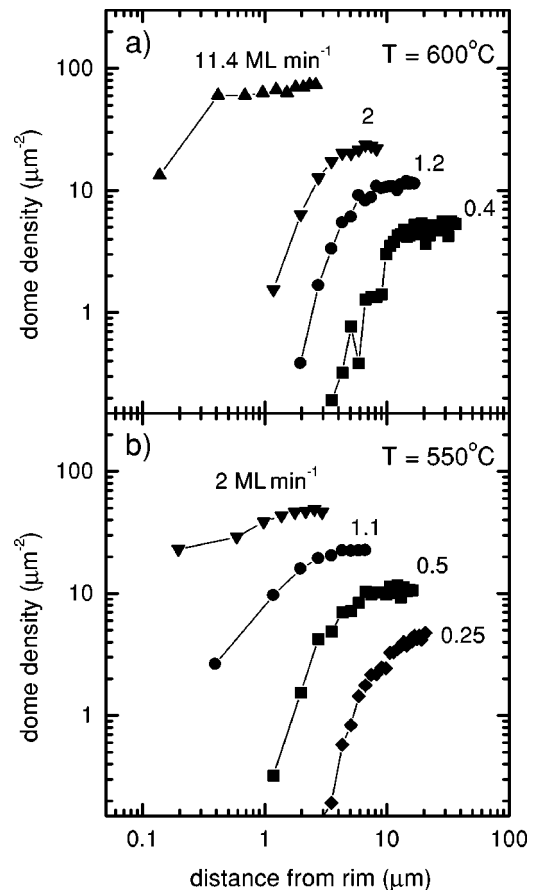 a)
11.4 ML min⁻¹
T = 600°C
2
1.2
0.4
100
10
1
dome density (μm⁻²)
b)
2 ML min⁻¹
T = 550°C
1.1
0.5
0.25
100
10
1
dome density (μm⁻²)
0.1 1 10 100
distance from rim (μm)